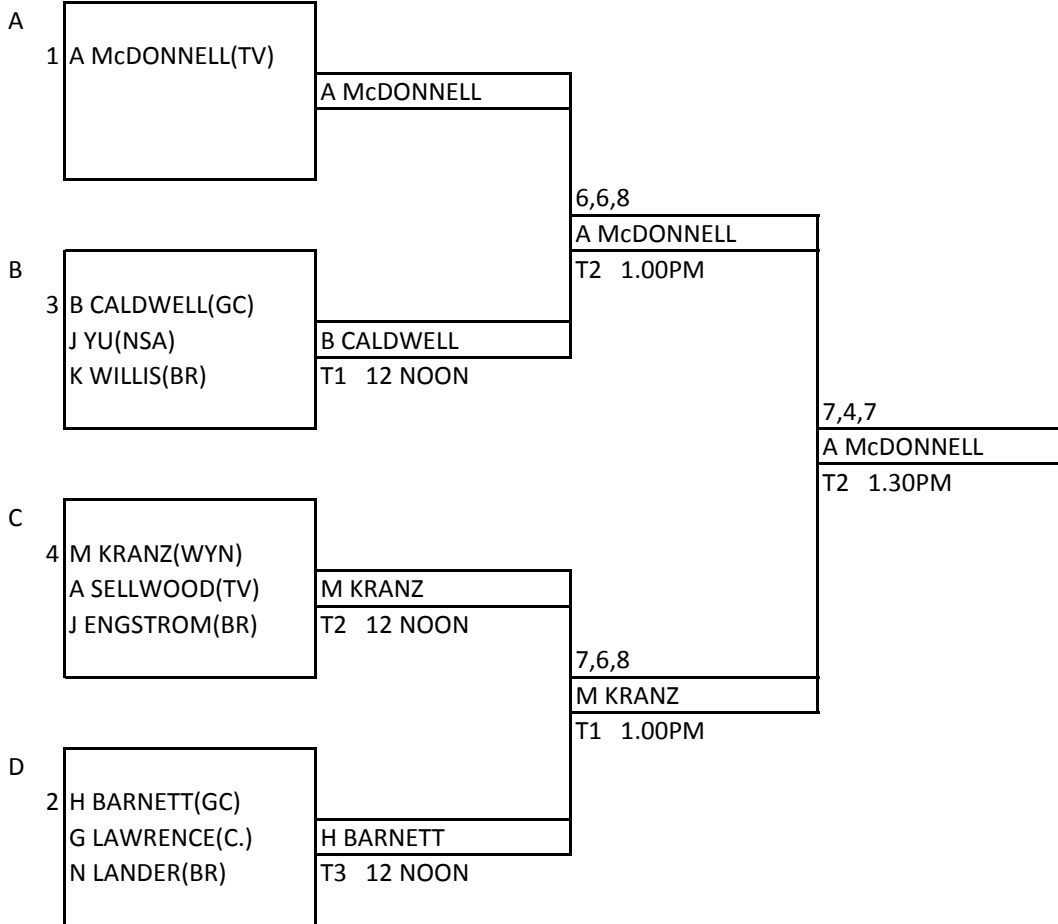 A
1 A McDONNELL(TV)
A McDONNELL
6,6,8
A McDONNELL
T2 1.00PM
B
3 B CALDWELL(GC)
J YU(NSA)
K WILLIS(BR)
B CALDWELL
T1 12 NOON
7,4,7
A McDONNELL
T2 1.30PM
C
4 M KRANZ(WYN)
A SELLWOOD(TV)
J ENGSTROM(BR)
M KRANZ
T2 12 NOON
7,6,8
M KRANZ
T1 1.00PM
D
2 H BARNETT(GC)
G LAWRENCE(C.)
N LANDER(BR)
H BARNETT
T3 12 NOON